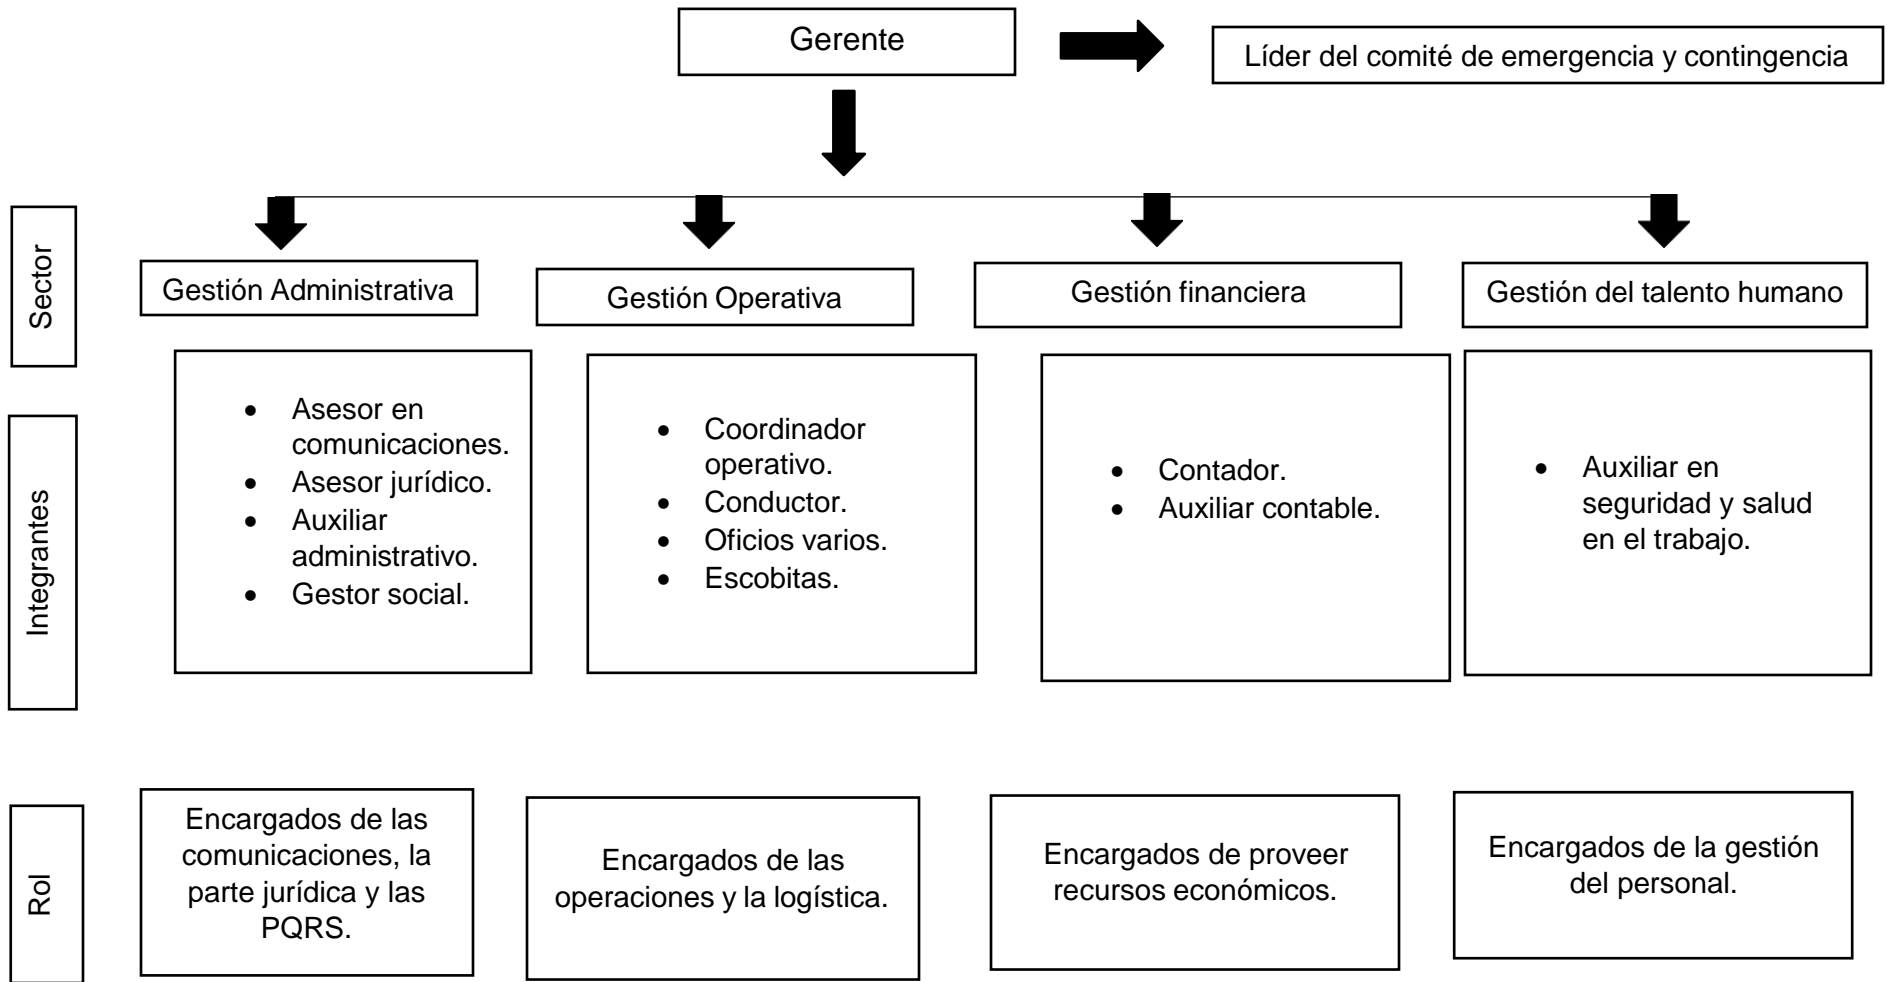 Gerente
Líder del comité de emergencia y contingencia
Sector
Gestión Administrativa
Gestión Operativa
Gestión financiera
Gestión del talento humano
Integrantes
• Asesor en
comunicaciones.
• Asesor jurídico.
• Auxiliar
administrativo.
• Gestor social.
• Coordinador
operativo.
• Conductor.
• Oficios varios.
• Escobitas.
• Contador.
• Auxiliar contable.
• Auxiliar en
seguridad y salud
en el trabajo.
Rol
Encargados de las
comunicaciones, la
parte jurídica y las
PQRS.
Encargados de las
operaciones y la logística.
Encargados de proveer
recursos económicos.
Encargados de la gestión
del personal.